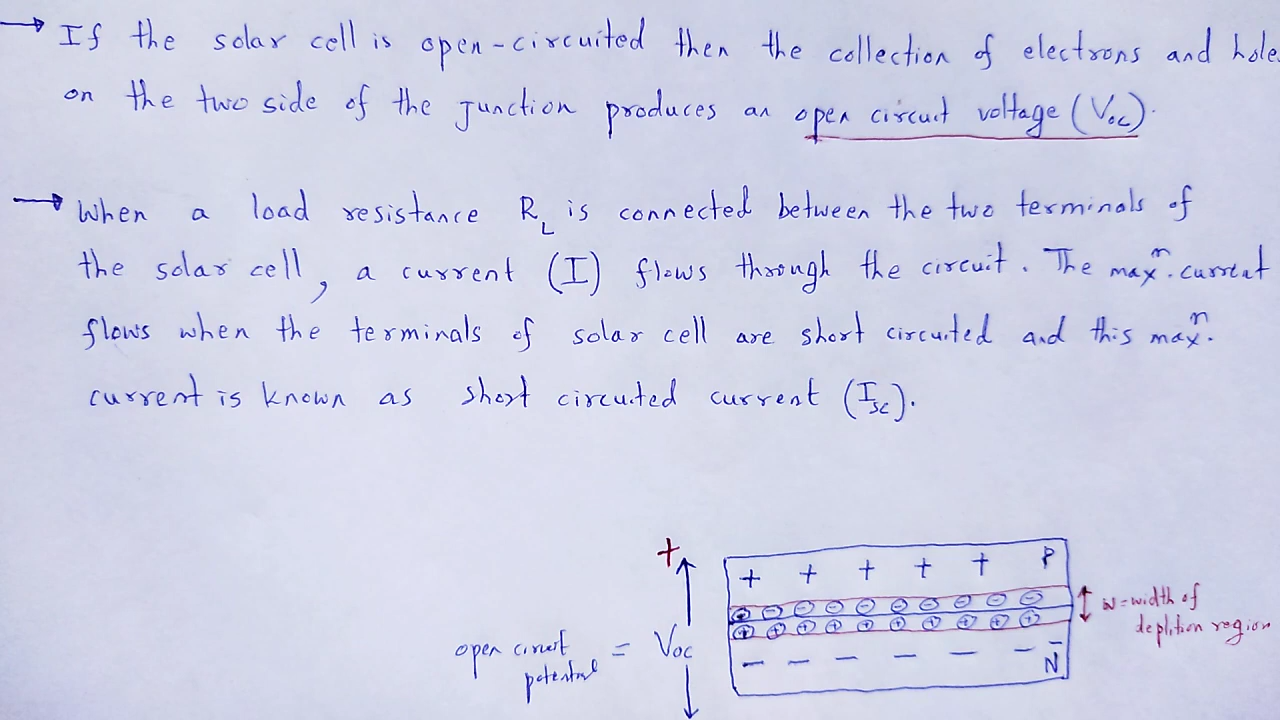 → If the solar cell is open-circuited then the collection of electrons and hole
on the two side of the junction produces an open circuit voltage (Voc).
→ When a load resistance RL is connected between the two terminals of
the solar cell, a current (I) flows through the circuit. The maxᵐ. current
flows when the terminals of solar cell are short circuited and this maxⁿ.
current is known as short circuited current (Isc).
+ + + + + + P
⊖ ⊖ ⊖ ⊖ ⊖ ⊖ ⊖ ⊖ ⊖
⊕ ⊕ ⊕ ⊕ ⊕ ⊕ ⊕ ⊕ ⊕ ⊕
W = width of
deplition region
open circuit
potential = Voc
− − − − − − −
N